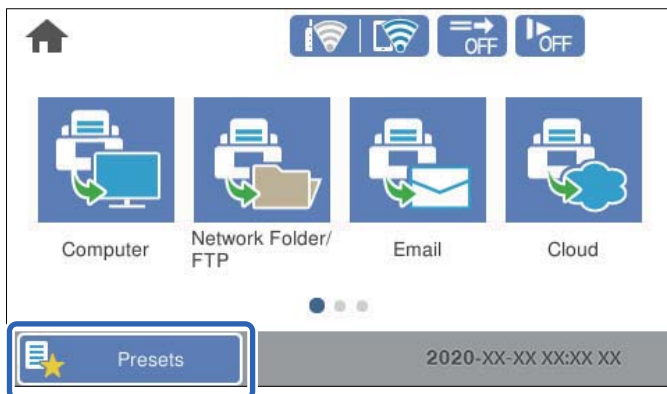 OFF
OFF
Computer
Network Folder/
FTP
Email
Cloud
Presets
2020-XX-XX XX:XX XX